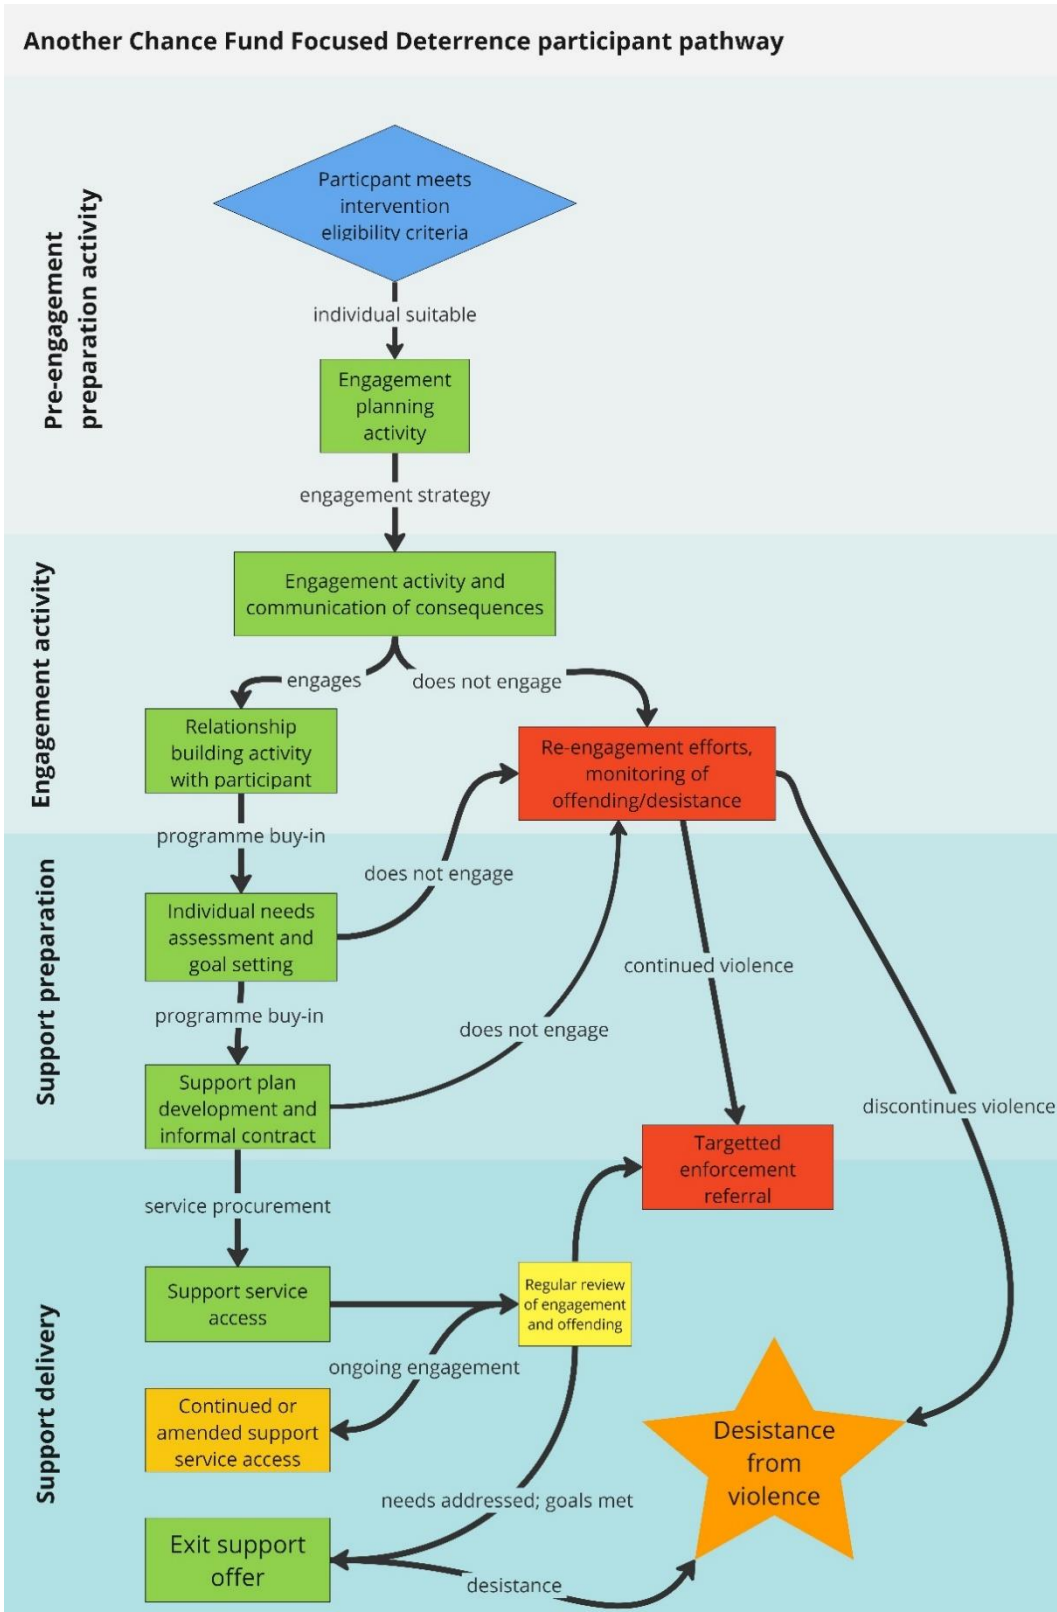 Another Chance Fund Focused Deterrence participant pathway
Pre-engagement
preparation activity
Particpant meets
intervention
eligibility criteria
individual suitable
Engagement
planning
activity
engagement strategy
Engagement activity
Engagement activity and
communication of consequences
engages
does not engage
Relationship
building activity
with participant
Re-engagement efforts,
monitoring of
offending/desistance
programme buy-in
Support preparation
does not engage
Individual needs
assessment and
goal setting
continued violence
programme buy-in
does not engage
Support plan
development and
informal contract
discontinues violence
Targetted
enforcement
referral
Support delivery
service procurement
Support service
access
Regular review
of engagement
and offending
ongoing engagement
Continued or
amended support
service access
Desistance
from
violence
needs addressed; goals met
Exit support
offer
desistance